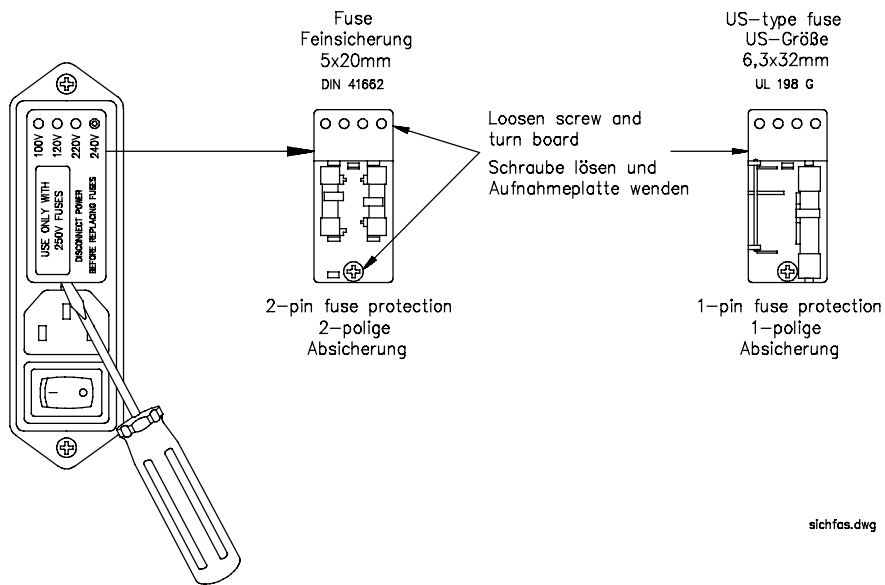 Fuse
Feinsicherung
5x20mm
DIN 41662
US-type fuse
US-Größe
6,3x32mm
UL 198 G
100V
120V
220V
240V
USE ONLY WITH
250V FUSES
DISCONNECT POWER
BEFORE REPLACING FUSES
Loosen screw and
turn board
Schraube lösen und
Aufnahmeplatte wenden
2-pin fuse protection
2-polige
Absicherung
1-pin fuse protection
1-polige
Absicherung
sichfas.dwg